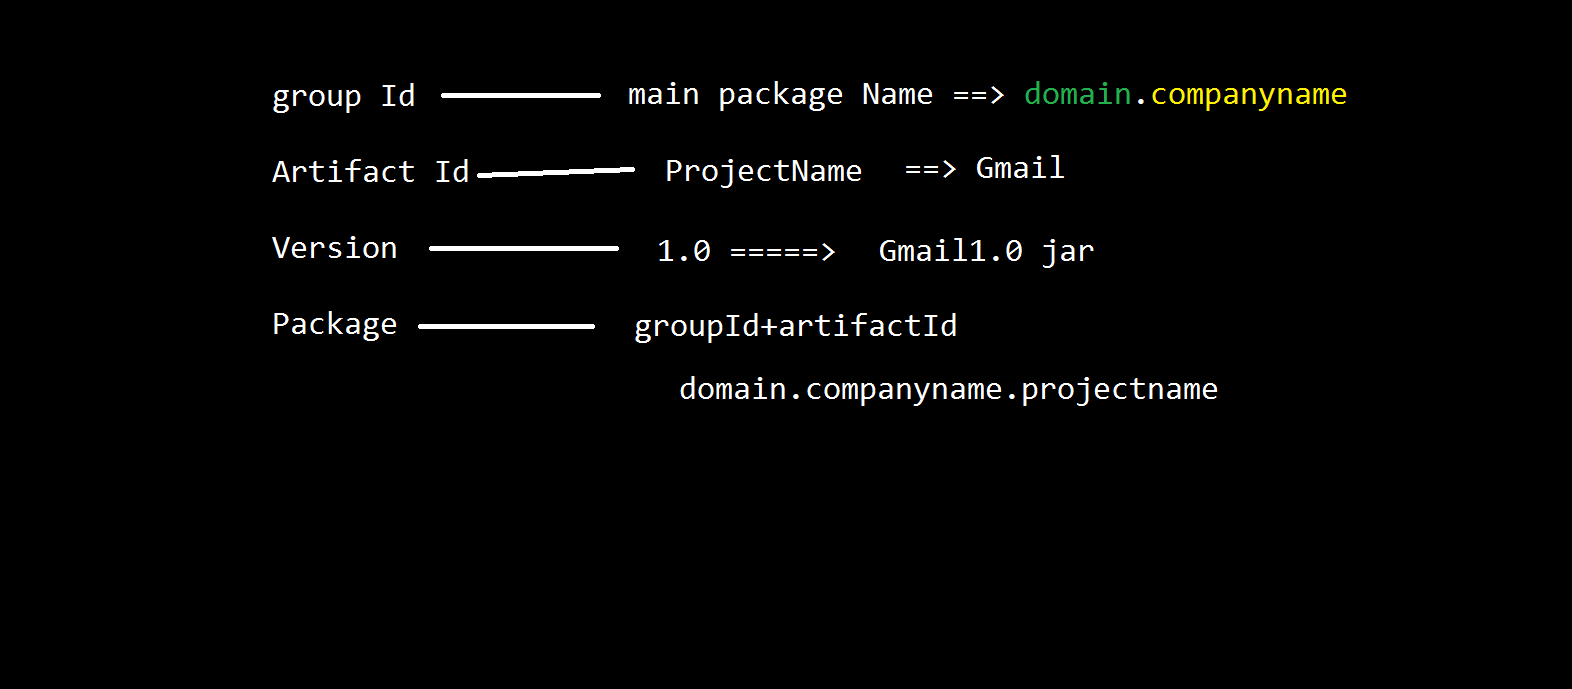 group Id main package Name ==> domain.companyname
Artifact Id ProjectName ==> Gmail
Version 1.0 =====> Gmail1.0 jar
Package groupId+artifactId
domain.companyname.projectname